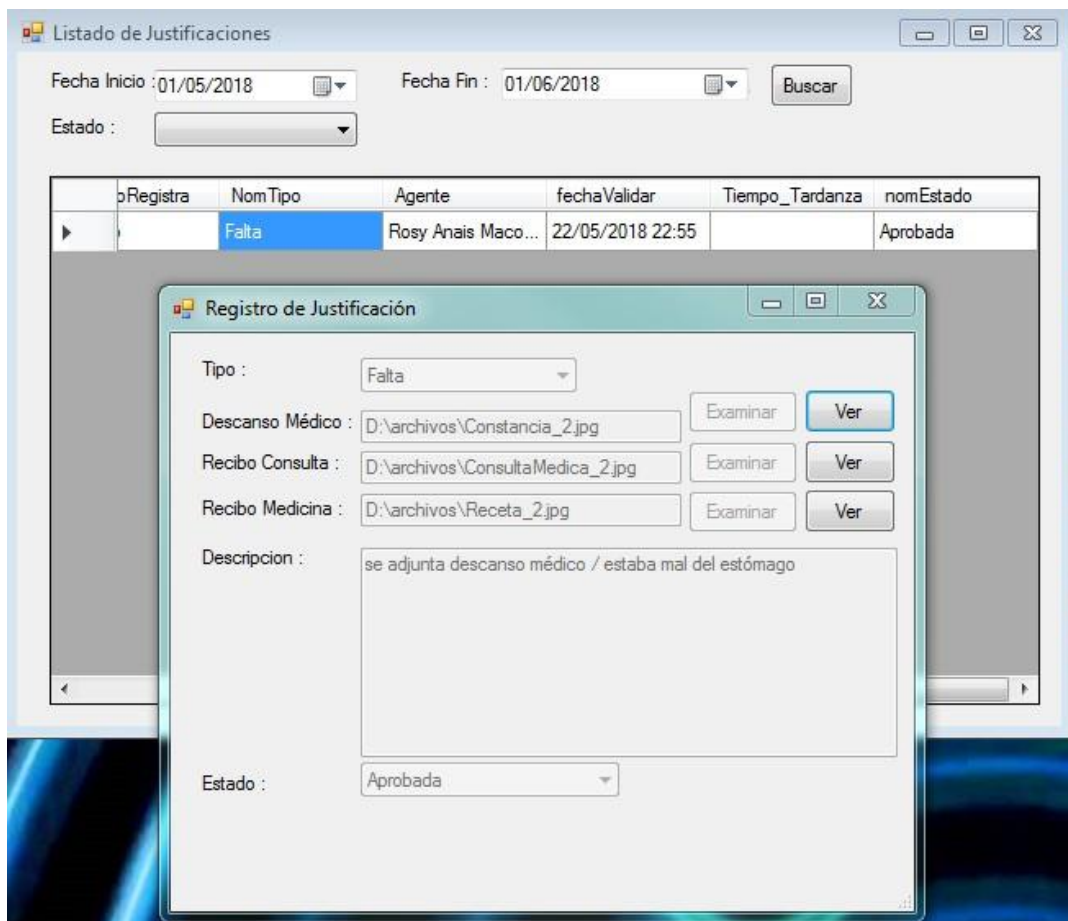 Listado de Justificaciones
Fecha Inicio : 01/05/2018 Fecha Fin : 01/06/2018 Buscar
Estado :
oRegistra NomTipo Agente fechaValidar Tiempo_Tardanza nomEstado
Falta Rosy Anais Maco... 22/05/2018 22:55 Aprobada
Registro de Justificación
Tipo : Falta
Descanso Médico : D:\archivos\Constancia_2.jpg Examinar Ver
Recibo Consulta : D:\archivos\ConsultaMedica_2.jpg Examinar Ver
Recibo Medicina : D:\archivos\Receta_2.jpg Examinar Ver
Descripcion : se adjunta descanso médico / estaba mal del estómago
Estado : Aprobada